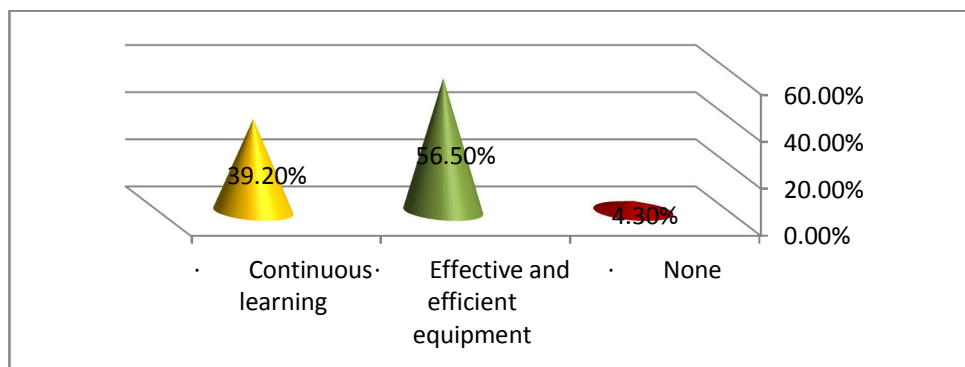 60.00%
40.00%
20.00%
0.00%
39.20%
56.50%
4.30%
· Continuous
learning
· Effective and
efficient
equipment
· None